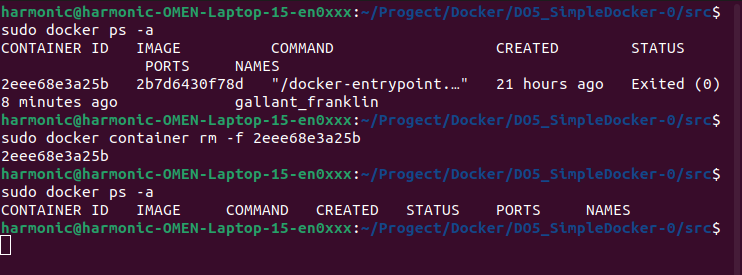 harmonic@harmonic-OMEN-Laptop-15-en0xxx:~/Progect/Docker/DO5_SimpleDocker-0/src$
sudo docker ps -a
CONTAINER ID   IMAGE          COMMAND                  CREATED        STATUS
          PORTS     NAMES
2eee68e3a25b   2b7d6430f78d   "/docker-entrypoint.…"   21 hours ago   Exited (0)
8 minutes ago             gallant_franklin
harmonic@harmonic-OMEN-Laptop-15-en0xxx:~/Progect/Docker/DO5_SimpleDocker-0/src$
sudo docker container rm -f 2eee68e3a25b
2eee68e3a25b
harmonic@harmonic-OMEN-Laptop-15-en0xxx:~/Progect/Docker/DO5_SimpleDocker-0/src$
sudo docker ps -a
CONTAINER ID   IMAGE     COMMAND   CREATED   STATUS    PORTS     NAMES
harmonic@harmonic-OMEN-Laptop-15-en0xxx:~/Progect/Docker/DO5_SimpleDocker-0/src$